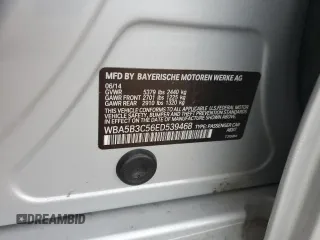 MFD BY BAYERISCHE MOTOREN WERKE AG
06/14
GVWR 5379 lbs 2440 kg
GAWR FRONT 2701 lbs 1225 kg
GAWR REAR 2910 lbs 1320 kg
THIS VEHICLE CONFORMS TO ALL APPLICABLE
FEDERAL MOTOR VEHICLE SAFETY, BUMPER,
AND THEFT PREVENTION STANDARDS IN
EFFECT ON THE DATE OF MANUFACTURE
SHOWN ABOVE.
WBA5B3C56ED539468 TYPE: PASSENGER CAR
DREAMBID